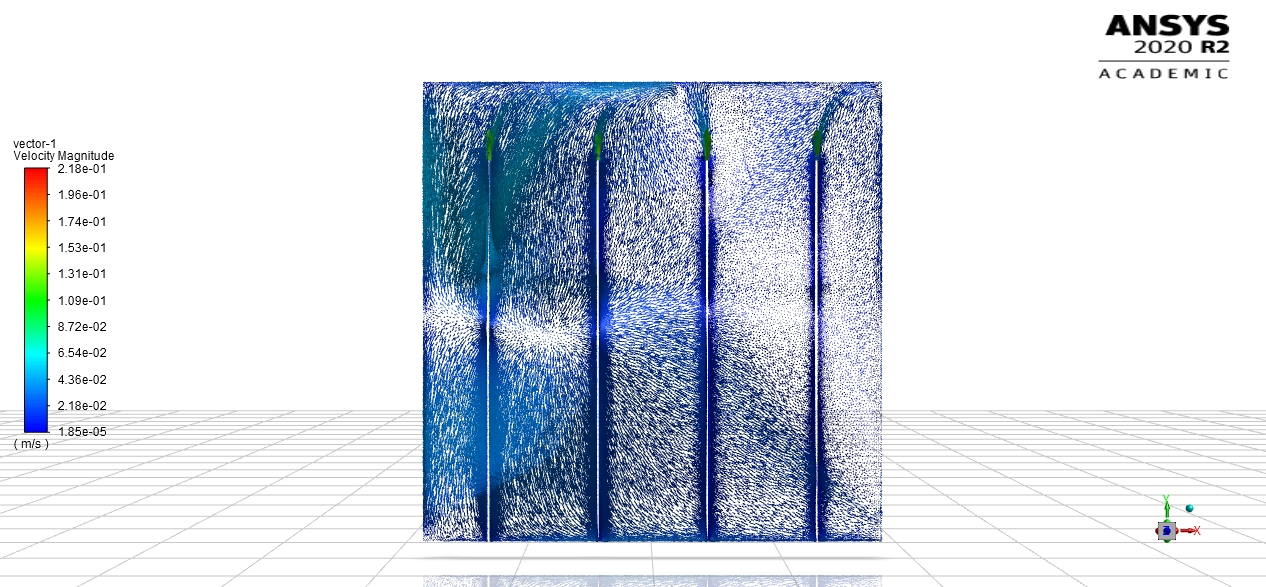 ANSYS
2020 R2
ACADEMIC
vector-1
Velocity Magnitude
2.18e-01
1.96e-01
1.74e-01
1.53e-01
1.31e-01
1.09e-01
8.72e-02
6.54e-02
4.36e-02
2.18e-02
1.85e-05
( m/s )
Y
X